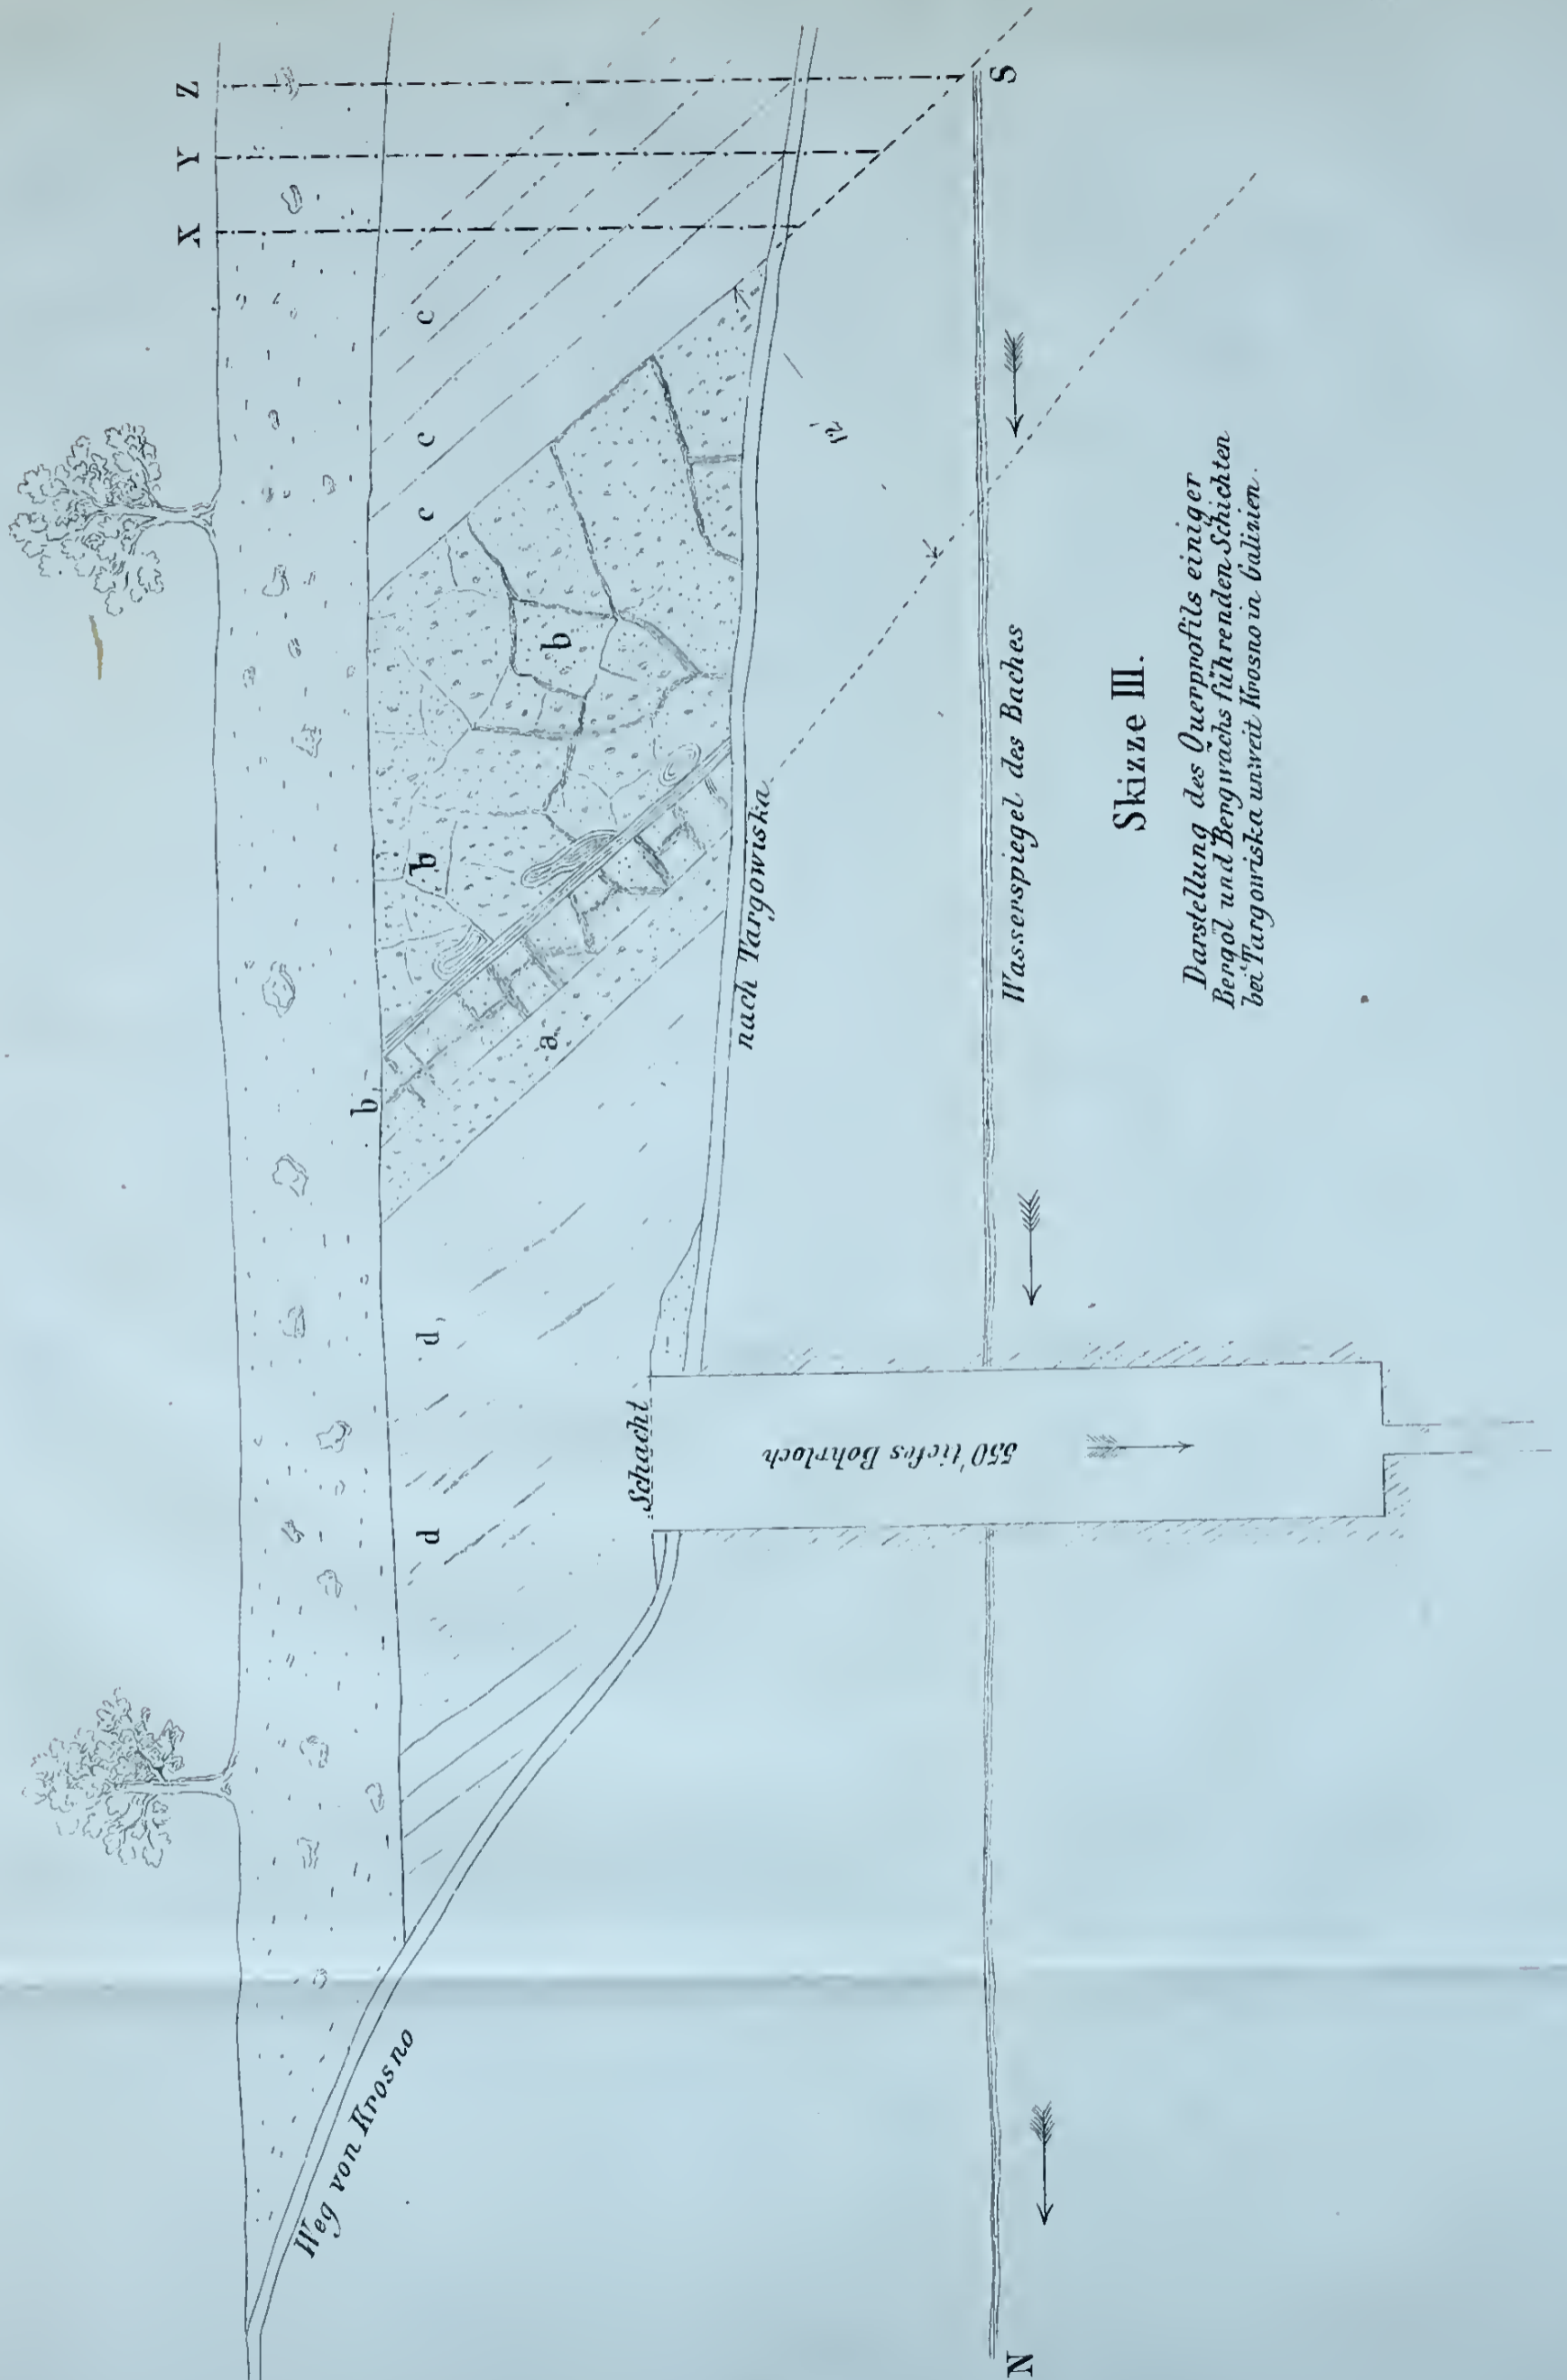 X
Y
Z
c
c
c
b
b
b
a
d
d
Schacht
550' tiefes Bohrloch
Weg von Krosno
nach Targowiska
Wasserspiegel des Baches
N
S
Skizze III.
Darstellung des Querprofils einiger
Bergöl und Bergwachs führenden Schichten
bei Targowiska unweit Krosno in Galizien.